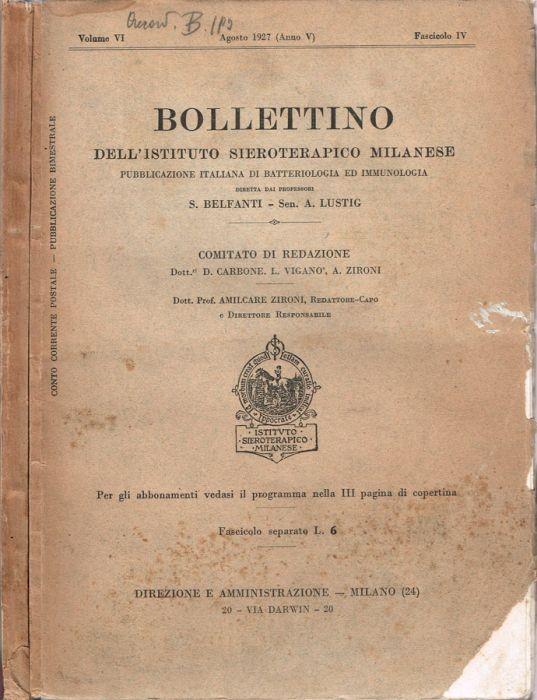 Volume VI Agosto 1927 (Anno V) Fascicolo IV
BOLLETTINO
DELL'ISTITUTO SIEROTERAPICO MILANESE
PUBBLICAZIONE ITALIANA DI BATTERIOLOGIA ED IMMUNOLOGIA
DIRETTA DAI PROFESSORI
S. BELFANTI – Sen. A. LUSTIG
COMITATO DI REDAZIONE
Dott.ri D. CARBONE. L. VIGANO', A. ZIRONI
Dott. Prof. AMILCARE ZIRONI, Redattore-Capo
e Direttore Responsabile
Ippocrate
ISTITVTO
SIEROTERAPICO
MILANESE
Per gli abbonamenti vedasi il programma nella III pagina di copertina
Fascicolo separato L. 6
DIREZIONE E AMMINISTRAZIONE — MILANO (24)
20 – VIA DARWIN – 20
CONTO CORRENTE POSTALE — PUBBLICAZIONE BIMESTRALE